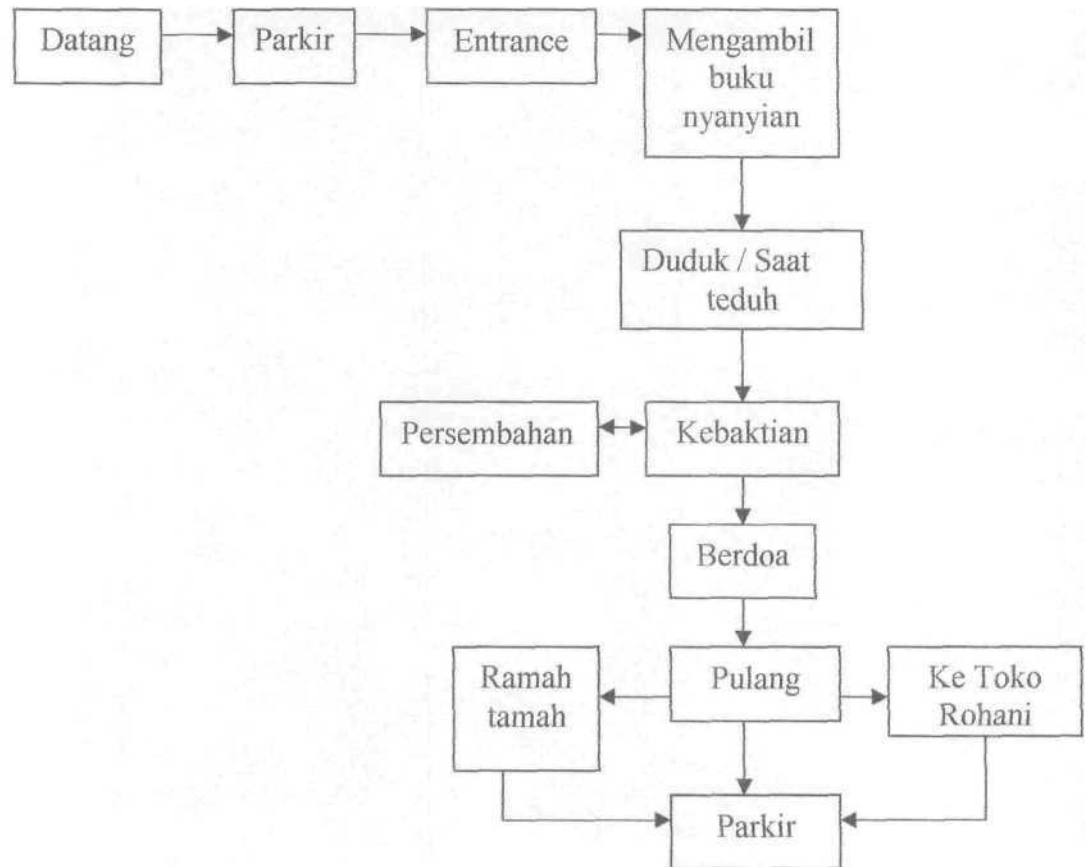 Datang
Parkir
Entrance
Mengambil
buku
nyanyian
Duduk / Saat
teduh
Persembahan
Kebaktian
Berdoa
Ramah
tamah
Pulang
Ke Toko
Rohani
Parkir